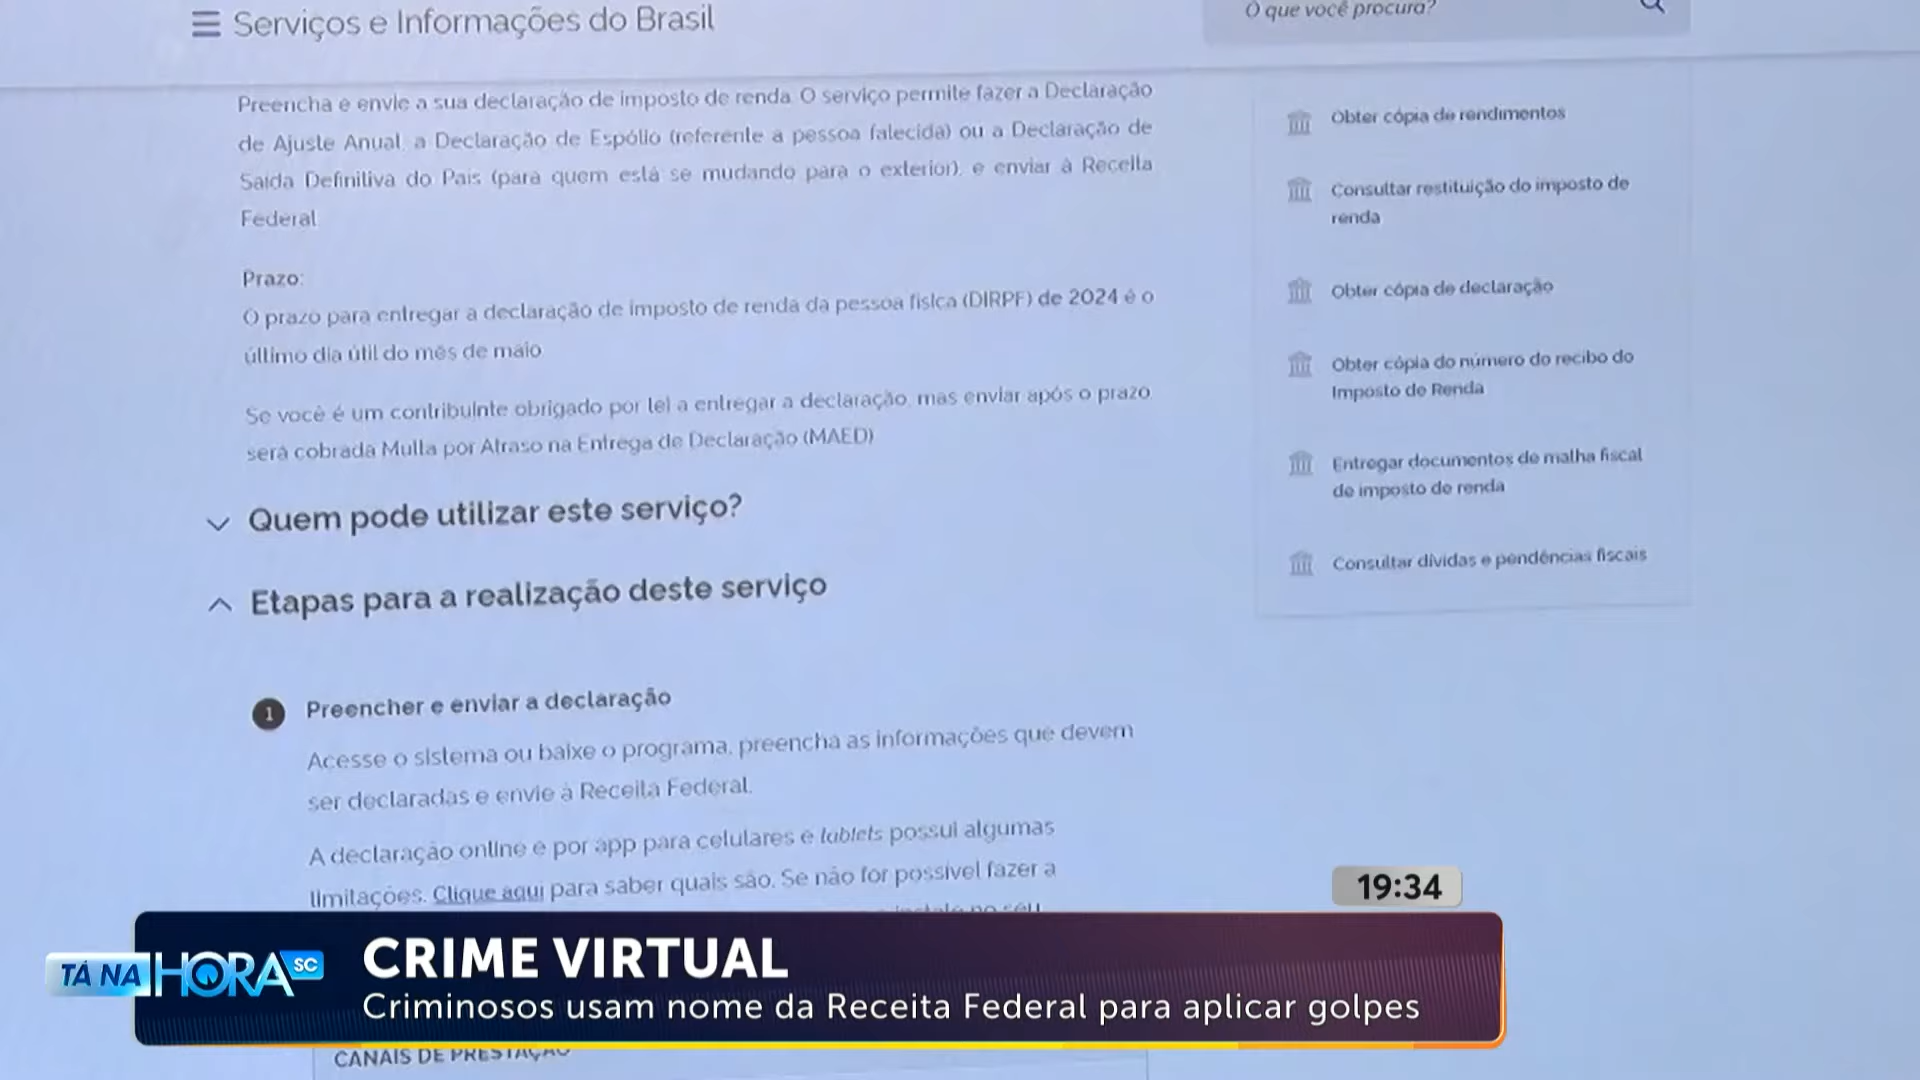 Serviços e Informações do Brasil
O que você procura?
Preencha e envie a sua declaração de imposto de renda. O serviço permite fazer a Declaração
de Ajuste Anual, a Declaração de Espólio (referente a pessoa falecida) ou a Declaração de
Saída Definitiva do País (para quem está se mudando para o exterior), e enviar à Receita
Federal.
Prazo:
O prazo para entregar a declaração de imposto de renda da pessoa física (DIRPF) de 2024 é o
último dia útil do mês de maio.
Se você é um contribuinte obrigado por lei a entregar a declaração, mas enviar após o prazo,
será cobrada Multa por Atraso na Entrega de Declaração (MAED)
Quem pode utilizar este serviço?
Etapas para a realização deste serviço
1 Preencher e enviar a declaração
Acesse o sistema ou baixe o programa, preencha as informações que devem
ser declaradas e envie à Receita Federal.
A declaração online e por app para celulares e tablets possui algumas
limitações. Clique aqui para saber quais são. Se não for possível fazer a
no seu
Obter cópia de rendimentos
Consultar restituição do imposto de
renda
Obter cópia de declaração
Obter cópia do número do recibo do
Imposto de Renda
Entregar documentos de malha fiscal
de imposto de renda
Consultar dívidas e pendências fiscais
19:34
TÁ NA HORA SC
CRIME VIRTUAL
Criminosos usam nome da Receita Federal para aplicar golpes
CANAIS DE PRESTAÇÃO